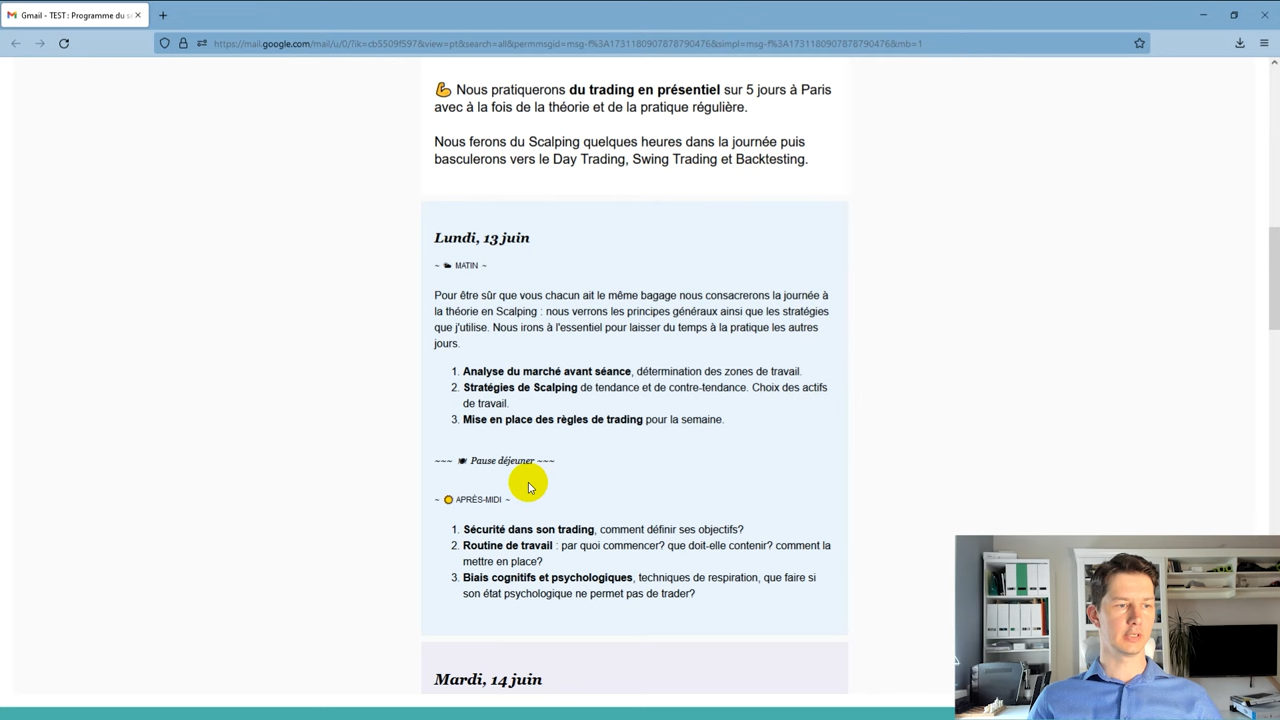 Gmail - TEST : Programme du s
https://mail.google.com/mail/u/0/?ik=cb5509f597&view=pt&search=all&permmsgid=msg-f%3A1731180907878790476&simpl=msg-f%3A1731180907878790476&mb=1
💪 Nous pratiquerons du trading en présentiel sur 5 jours à Paris
avec à la fois de la théorie et de la pratique régulière.
Nous ferons du Scalping quelques heures dans la journée puis
basculerons vers le Day Trading, Swing Trading et Backtesting.
Lundi, 13 juin
~ MATIN ~
Pour être sûr que vous chacun ait le même bagage nous consacrerons la journée à
la théorie en Scalping : nous verrons les principes généraux ainsi que les stratégies
que j'utilise. Nous irons à l'essentiel pour laisser du temps à la pratique les autres
jours.
1. Analyse du marché avant séance, détermination des zones de travail.
2. Stratégies de Scalping de tendance et de contre-tendance. Choix des actifs
de travail.
3. Mise en place des règles de trading pour la semaine.
~~~ 🍽 Pause déjeuner ~~~
~ APRÈS-MIDI ~
1. Sécurité dans son trading, comment définir ses objectifs?
2. Routine de travail : par quoi commencer? que doit-elle contenir? comment la
mettre en place?
3. Biais cognitifs et psychologiques, techniques de respiration, que faire si
son état psychologique ne permet pas de trader?
Mardi, 14 juin